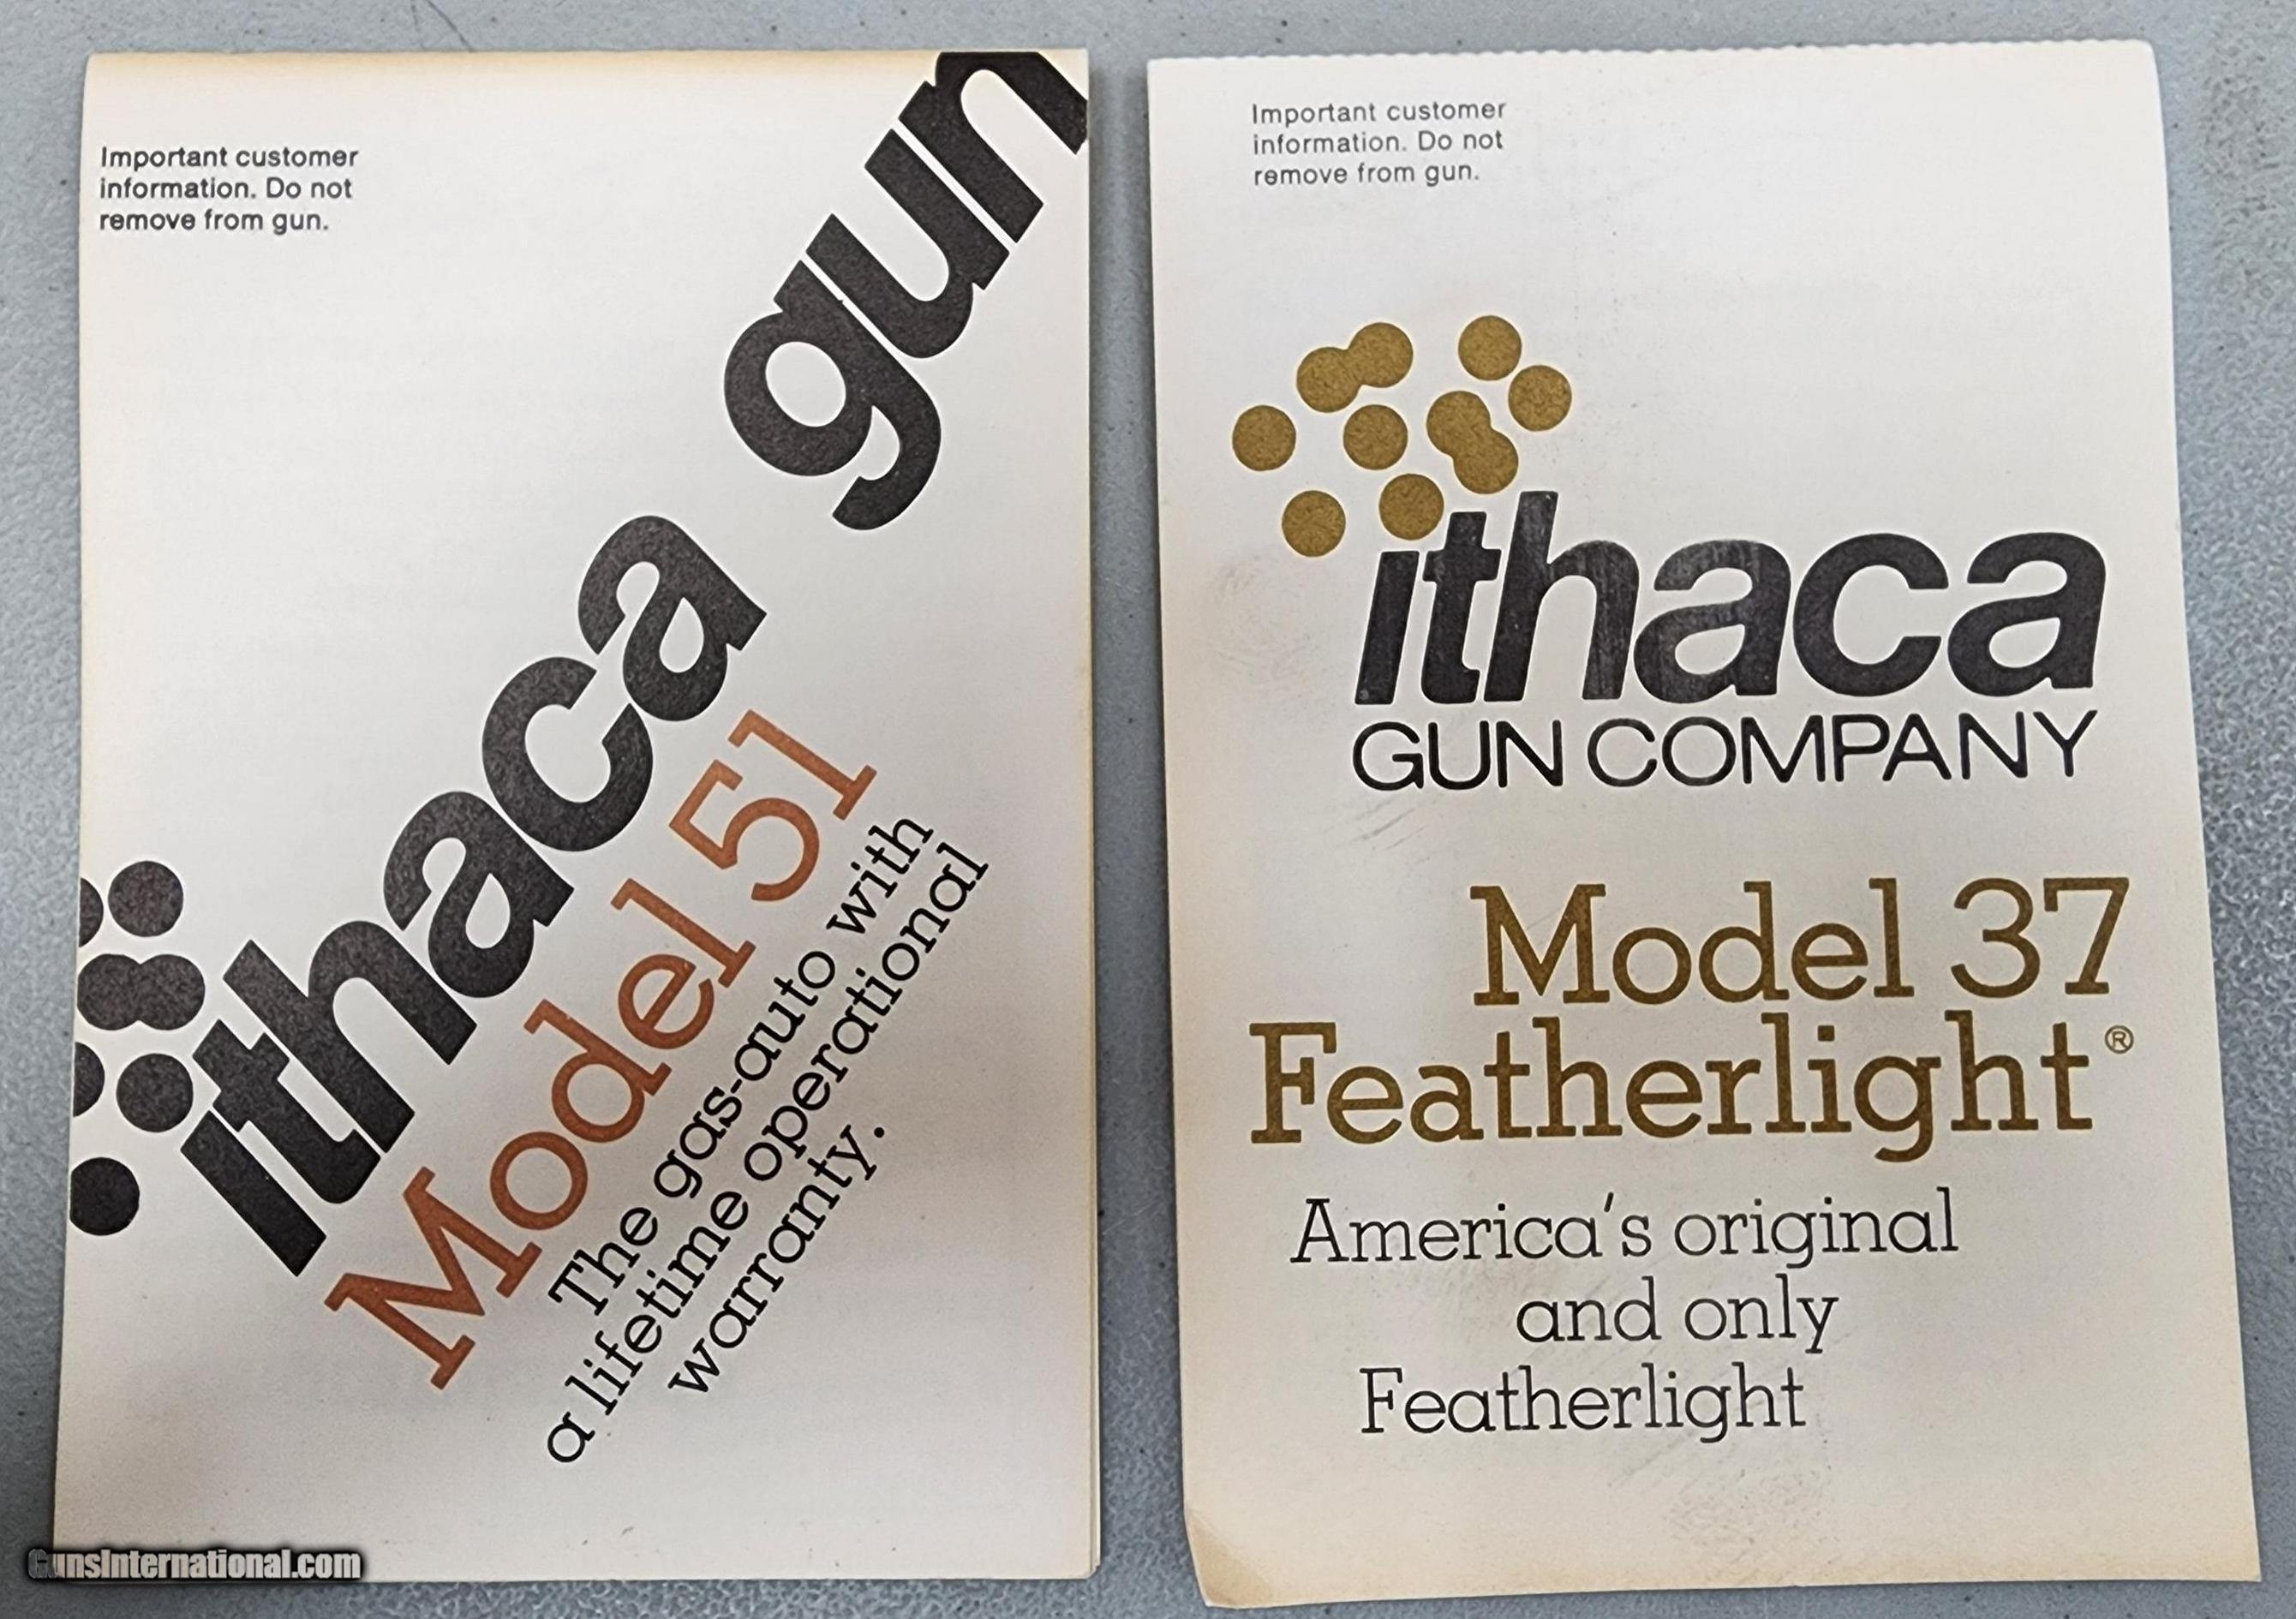 Important customer
information. Do not
remove from gun.
ithaca gun
Model 51
The gas-auto with
a lifetime operational
warranty.
Important customer
information. Do not
remove from gun.
ithaca
GUN COMPANY
Model 37
Featherlight®
America's original
and only
Featherlight
GunsInternational.com